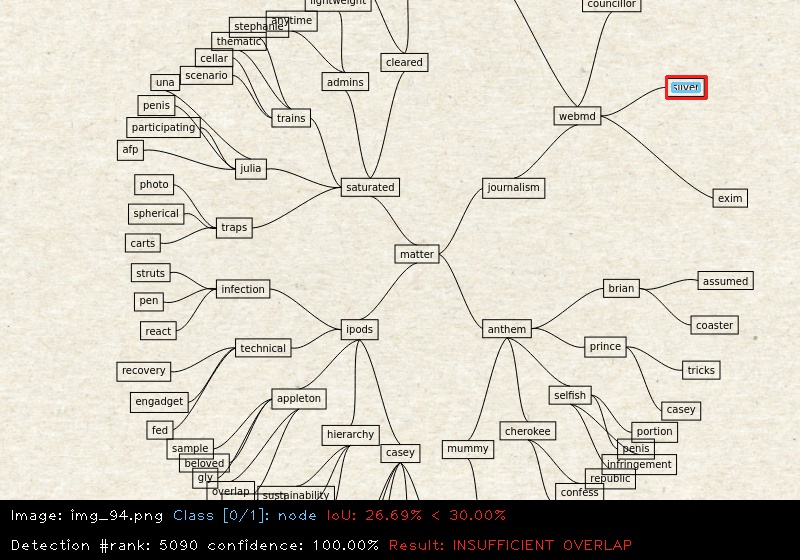 lightweight
councillor
anytime
stephanie
thematic
cellar
scenario
cleared
admins
una
penis
participating
trains
webmd
silver
afp
julia
photo
saturated
journalism
exim
spherical
traps
carts
matter
struts
infection
brian
assumed
pen
react
ipods
anthem
coaster
technical
prince
recovery
tricks
engadget
appleton
selfish
casey
fed
hierarchy
cherokee
portion
sample
casey
mummy
penis
beloved
infringement
gly
republic
overlap
sustainability
confess
Image: img_94.png Class [0/1]: node IoU: 26.69% < 30.00%
Detection #rank: 5090 confidence: 100.00% Result: INSUFFICIENT OVERLAP